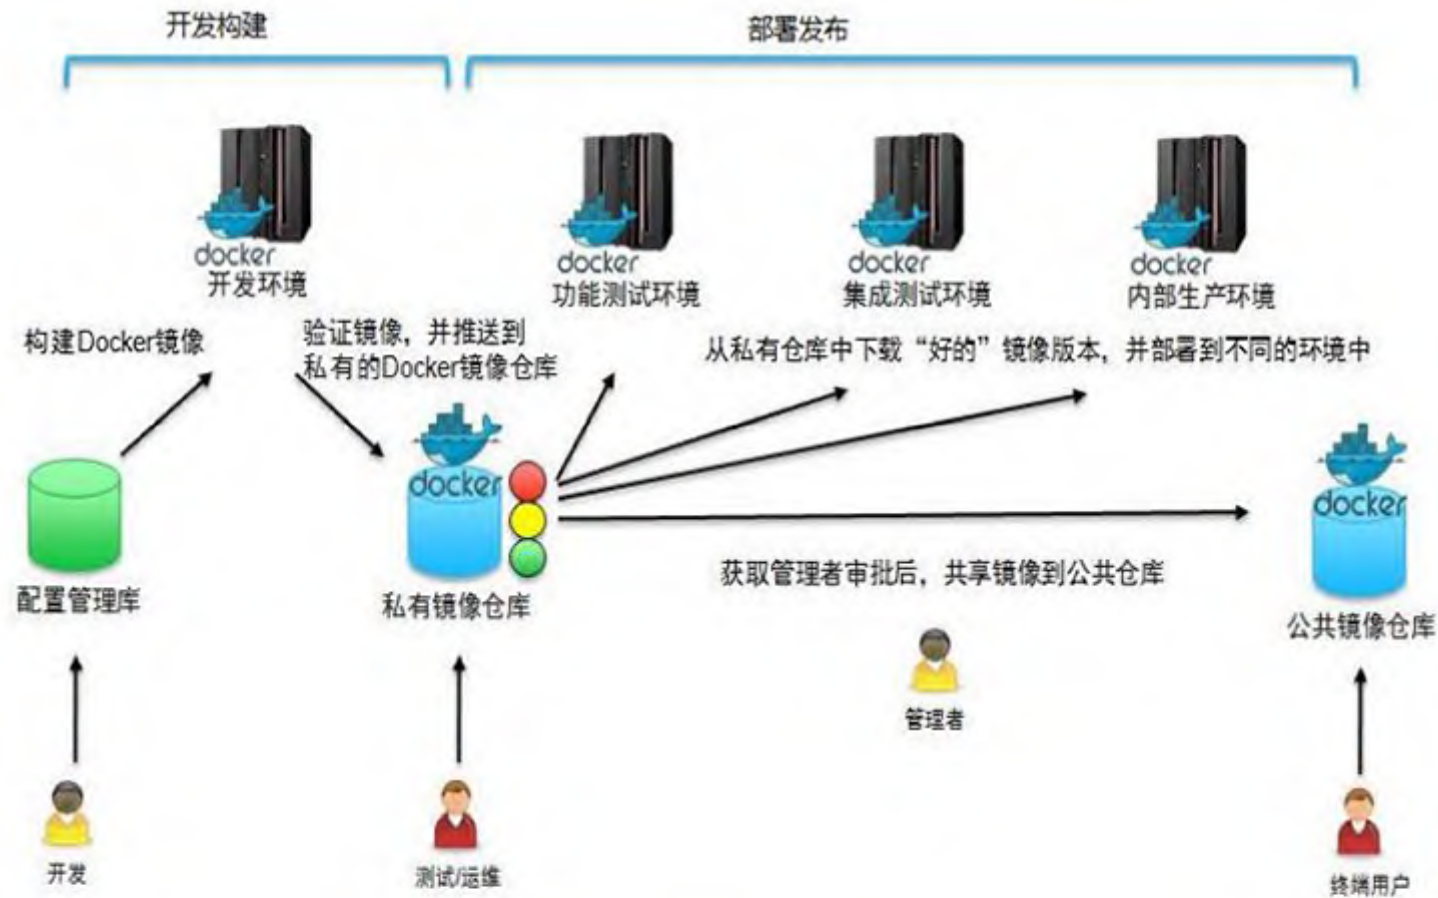 开发构建
部署发布
docker
开发环境
docker
功能测试环境
docker
集成测试环境
docker
内部生产环境
构建Docker镜像
验证镜像，并推送到
私有的Docker镜像仓库
从私有仓库中下载“好的”镜像版本，并部署到不同的环境中
docker
docker
获取管理者审批后，共享镜像到公共仓库
配置管理库
私有镜像仓库
公共镜像仓库
管理者
开发
测试/运维
终端用户